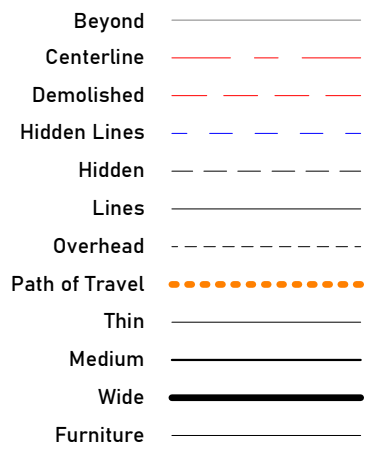 Beyond
Centerline
Demolished
Hidden Lines
Hidden
Lines
Overhead
Path of Travel
Thin
Medium
Wide
Furniture